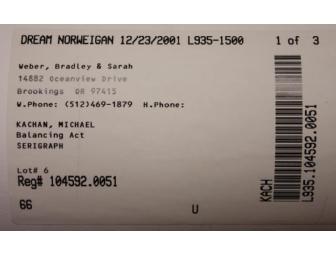 DREAM NORWEIGAN 12/23/2001 L935-1500 1 of 3
Weber, Bradley & Sarah
14882 Oceanview Drive
Brookings OR 97415
W.Phone: (512)469-1879 H.Phone:
KACHAN, MICHAEL
Balancing Act
SERIGRAPH
Lot# 6
Reg# 104592.0051
66 U
KACH
L935.104592.0051